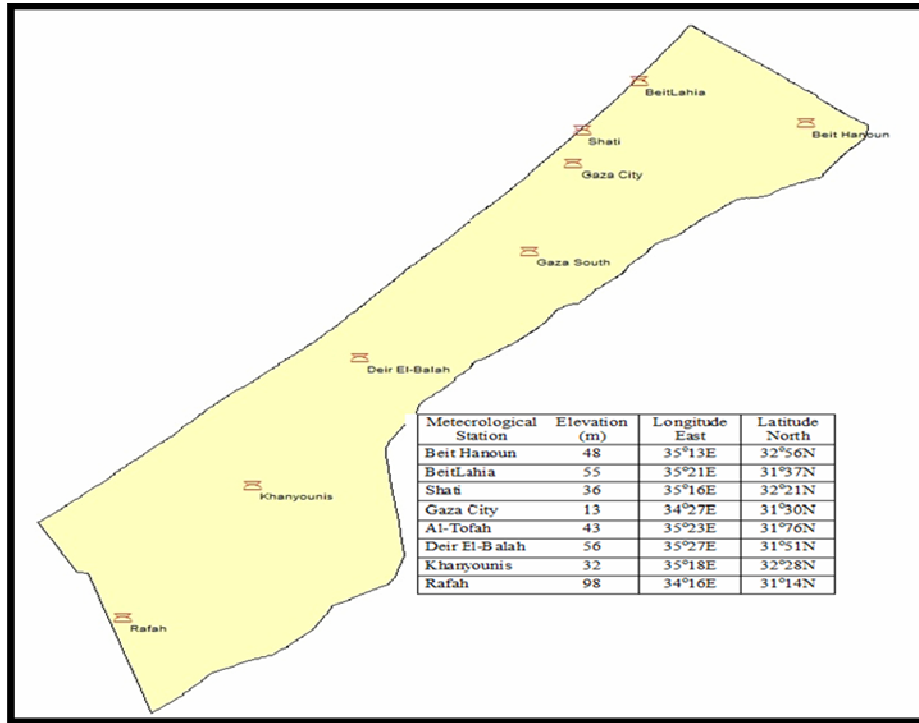 BeitLahia
Beit Hanoun
Shati
Gaza City
Gaza South
Deir El-Balah
Khanyounis
Rafah
Metecrological Station Elevation (m) Longitude East Latitude North
Beit Hanoun 48 35°13E 32°56N
BeitLahia 55 35°21E 31°37N
Shati 36 35°16E 32°21N
Gaza City 13 34°27E 31°30N
Al-Tofah 43 35°23E 31°76N
Deir El-Balah 56 35°27E 31°51N
Khanyounis 32 35°18E 32°28N
Rafah 98 34°16E 31°14N